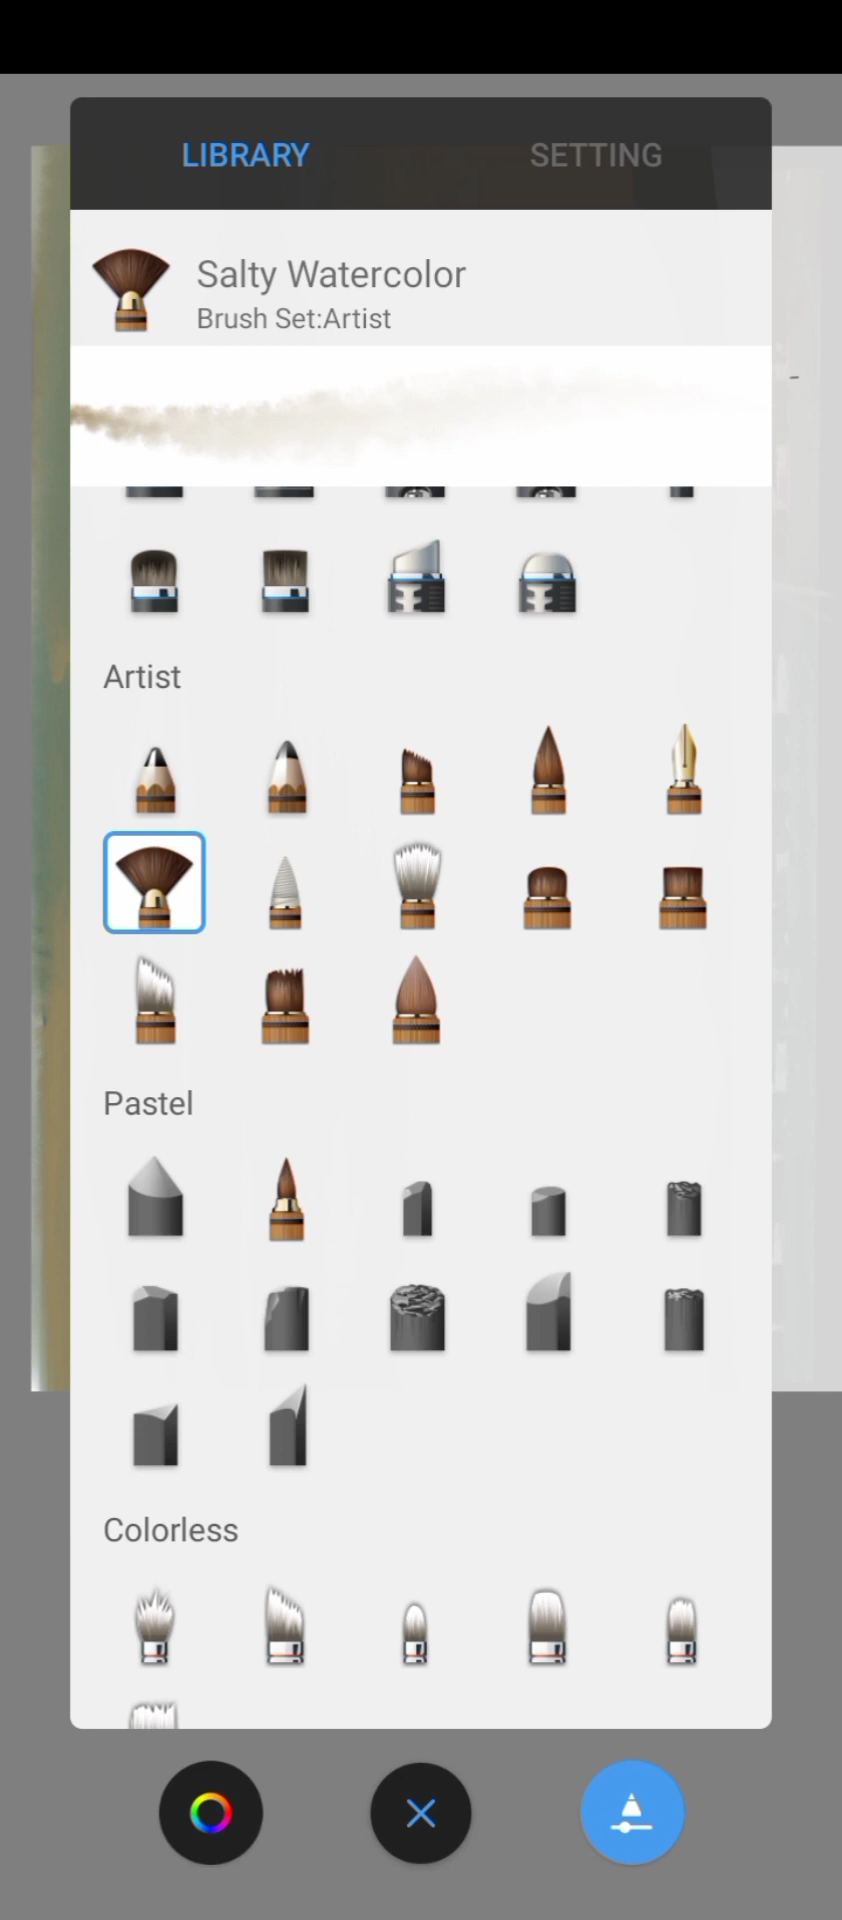 LIBRARY
SETTING
Salty Watercolor
Brush Set:Artist
Artist
Pastel
Colorless